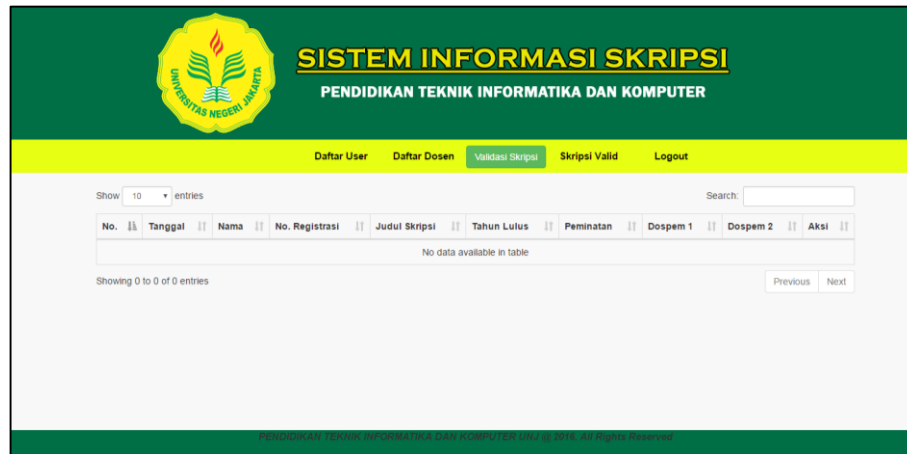 UNIVERSITAS NEGERI JAKARTA
SISTEM INFORMASI SKRIPSI
PENDIDIKAN TEKNIK INFORMATIKA DAN KOMPUTER
Daftar User Daftar Dosen Validasi Skripsi Skripsi Valid Logout
Show 10 entries Search:
No. Tanggal Nama No. Registrasi Judul Skripsi Tahun Lulus Peminatan Dospem 1 Dospem 2 Aksi
No data available in table
Showing 0 to 0 of 0 entries Previous Next
PENDIDIKAN TEKNIK INFORMATIKA DAN KOMPUTER UNJ @ 2016. All Rights Reserved